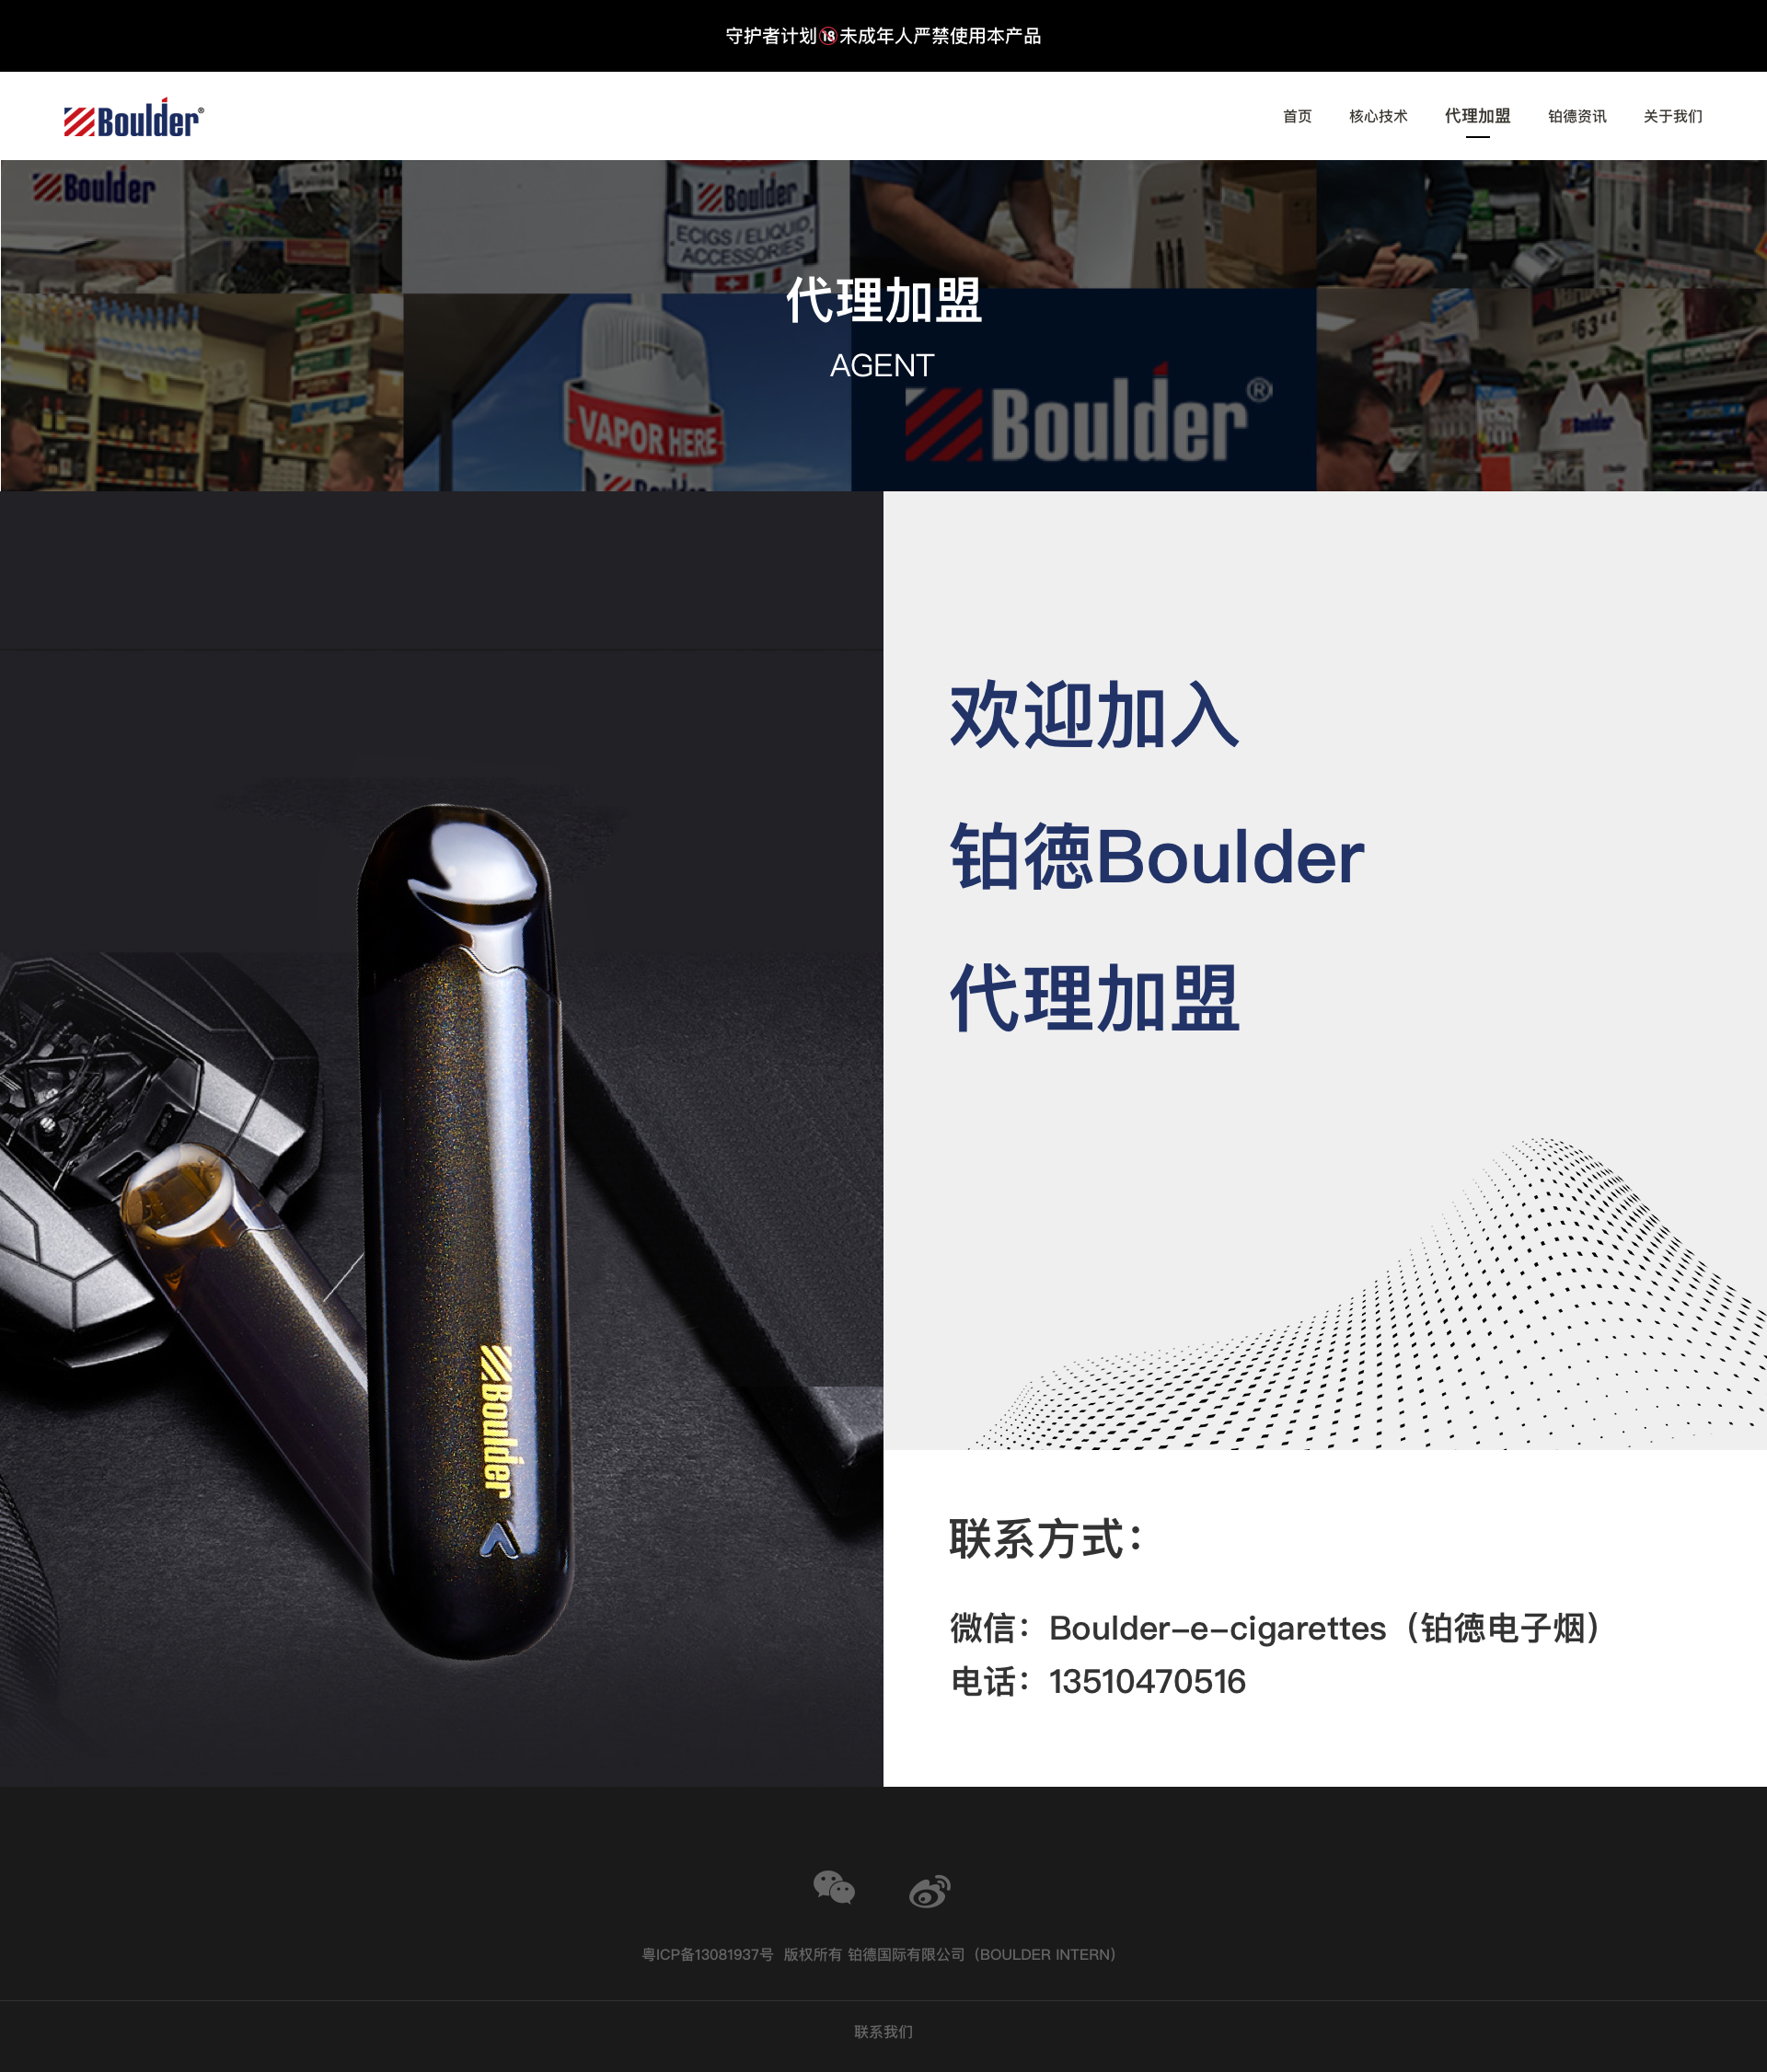 守护者计划🔞未成年人严禁使用本产品
Boulder®
首页 核心技术 代理加盟 铂德资讯 关于我们
Boulder
Boulder
ECIGS / ELIQUID
ACCESSORIES
代理加盟
AGENT
VAPOR HERE
Boulder®
Boulder
欢迎加入
铂德Boulder
代理加盟
Boulder
联系方式：
微信：Boulder-e-cigarettes（铂德电子烟）
电话：13510470516
粤ICP备13081937号 版权所有 铂德国际有限公司（BOULDER INTERN）
联系我们